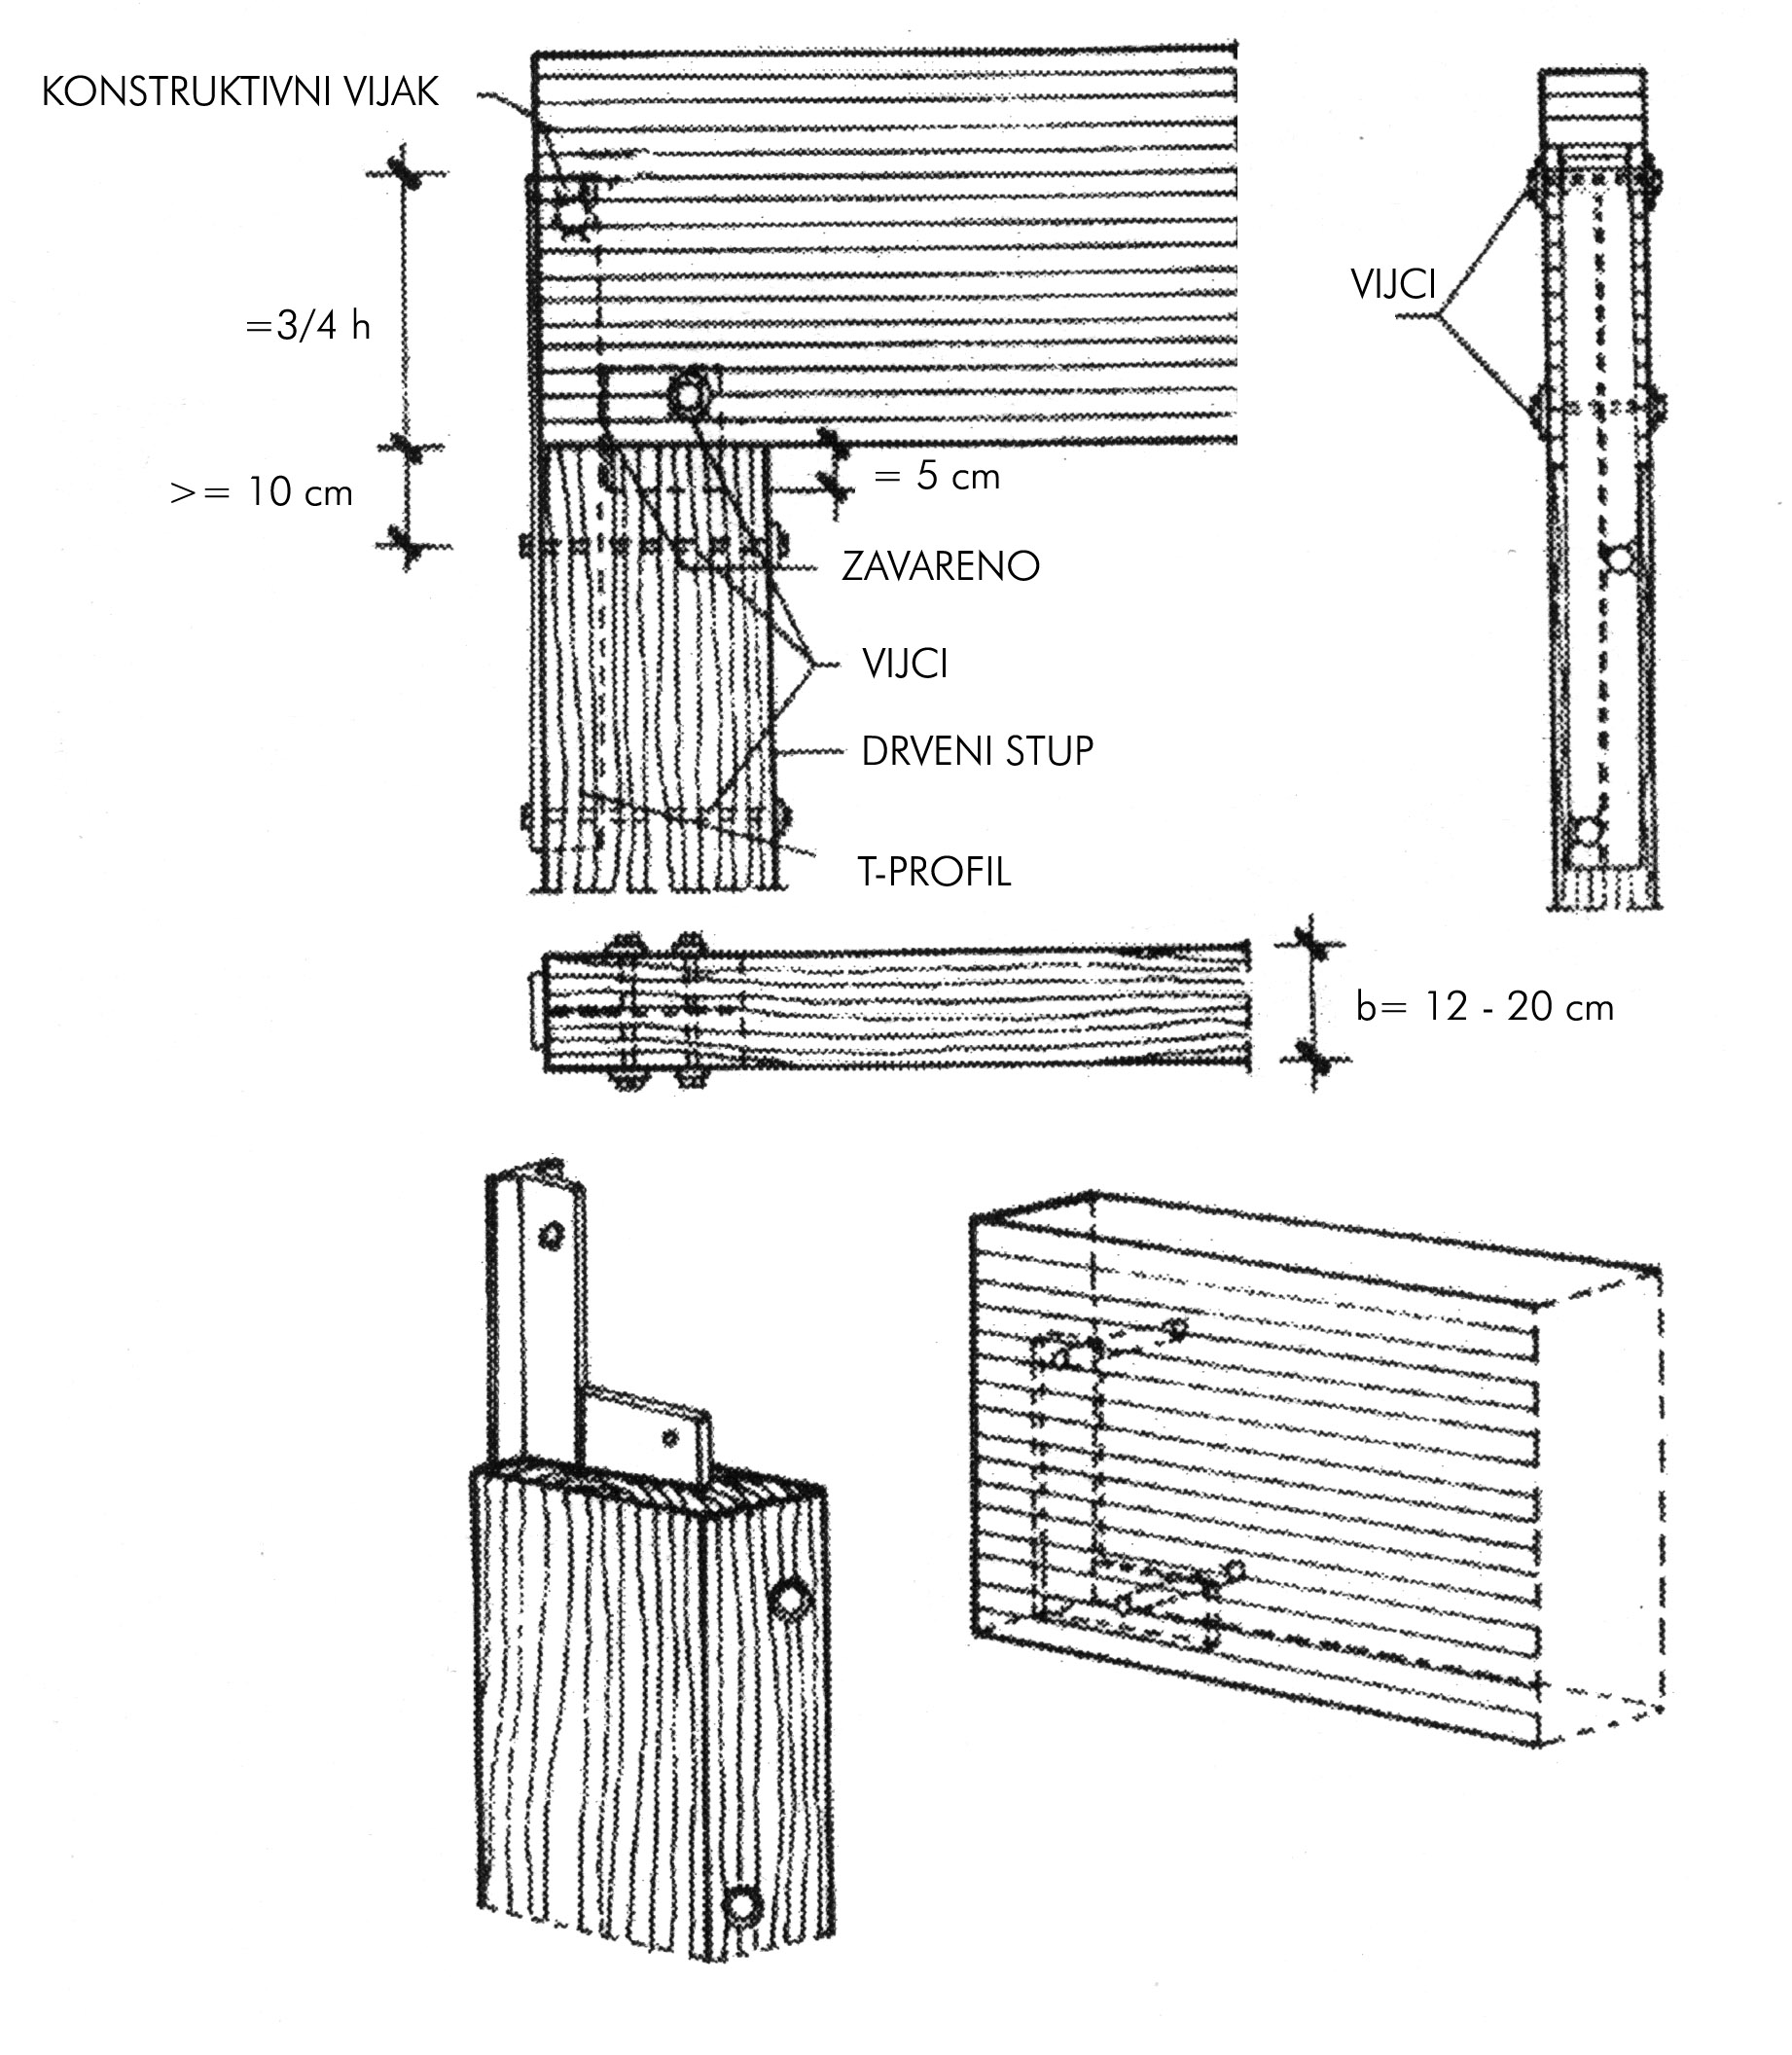 KONSTRUKTIVNI VIJAK
=3/4 h
VIJCI
>= 10 cm
= 5 cm
ZAVARENO
VIJCI
DRVENI STUP
T-PROFIL
b= 12 - 20 cm